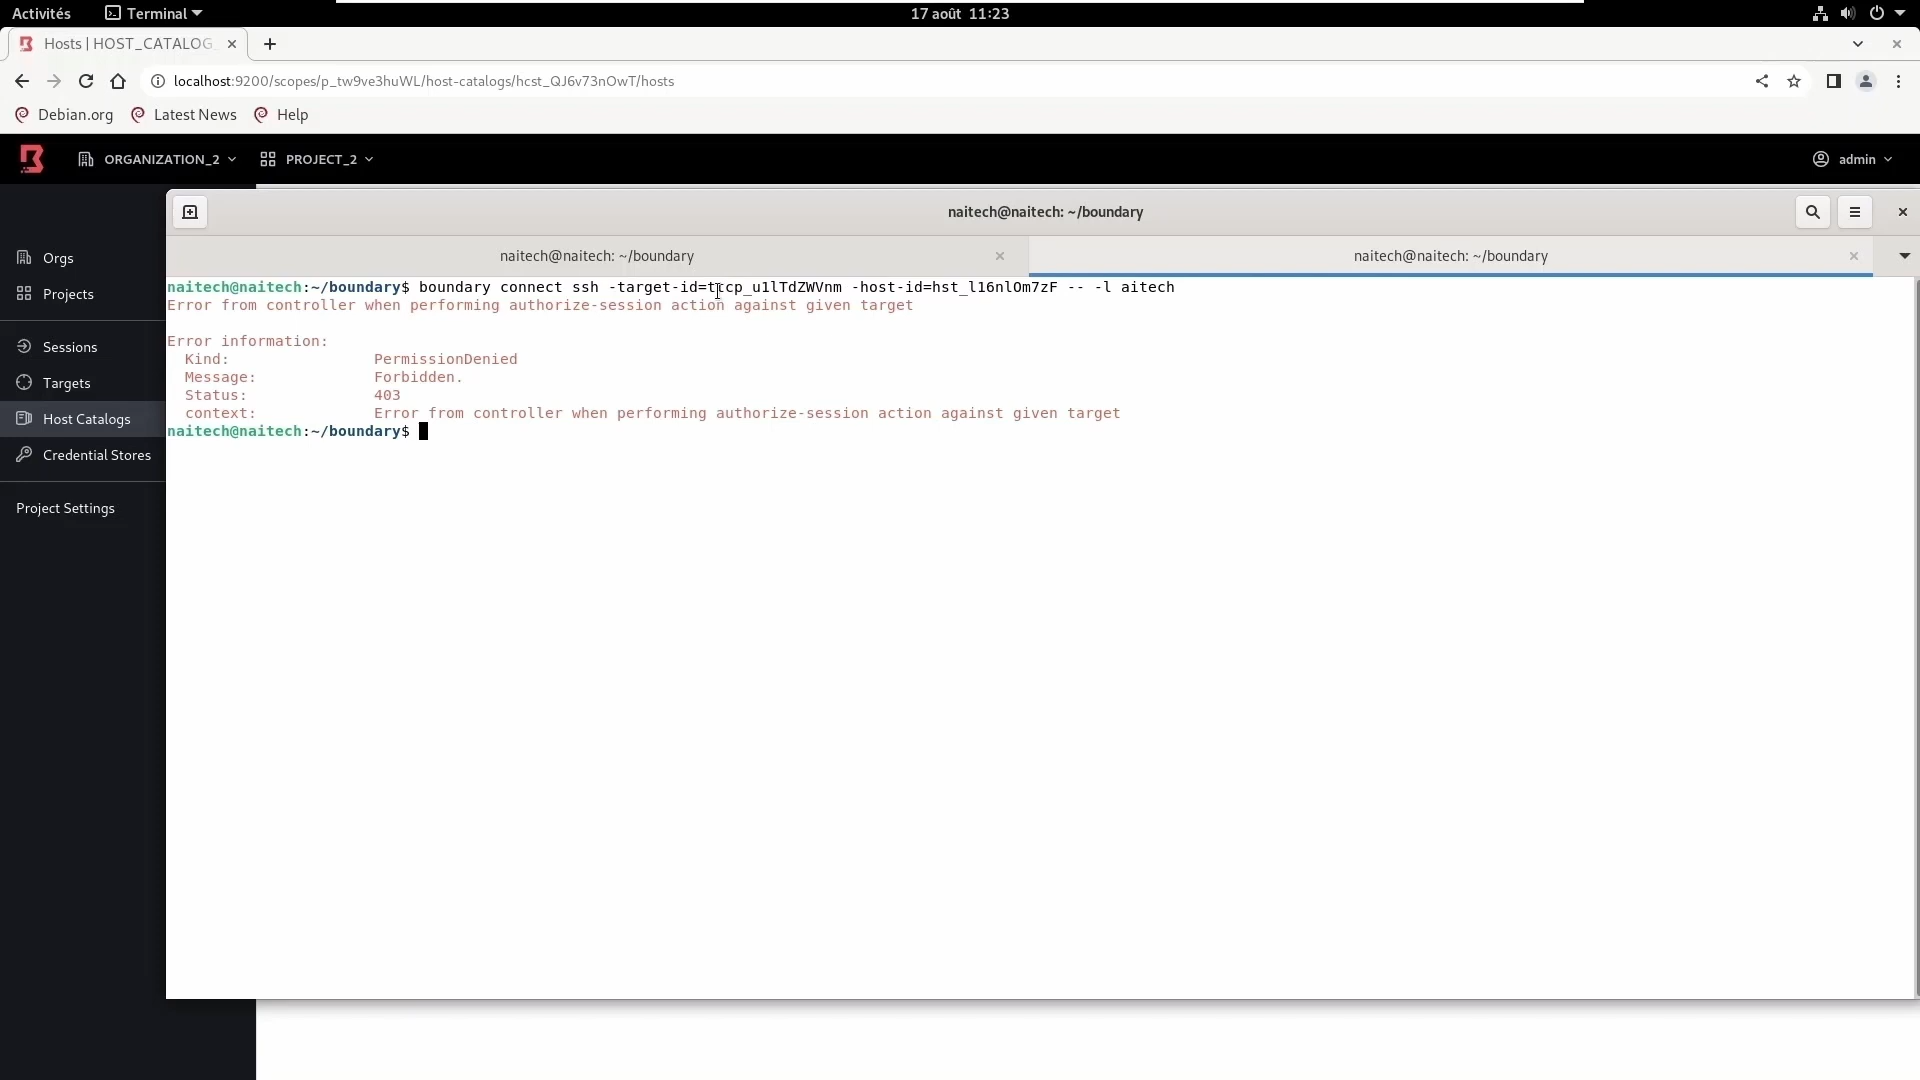 Activités
Terminal
17 août 11:23
Hosts | HOST_CATALOG_
localhost:9200/scopes/p_tw9ve3huWL/host-catalogs/hcst_QJ6v73nOwT/hosts
Debian.org
Latest News
Help
ORGANIZATION_2
PROJECT_2
admin
naitech@naitech: ~/boundary
Orgs
Projects
Sessions
Targets
Host Catalogs
Credential Stores
Project Settings
naitech@naitech: ~/boundary
naitech@naitech: ~/boundary
naitech@naitech:~/boundary$ boundary connect ssh -target-id=ttcp_u1lTdZWVnm -host-id=hst_l16nlOm7zF -- -l aitech
Error from controller when performing authorize-session action against given target
Error information:
Kind: PermissionDenied
Message: Forbidden.
Status: 403
context: Error from controller when performing authorize-session action against given target
naitech@naitech:~/boundary$